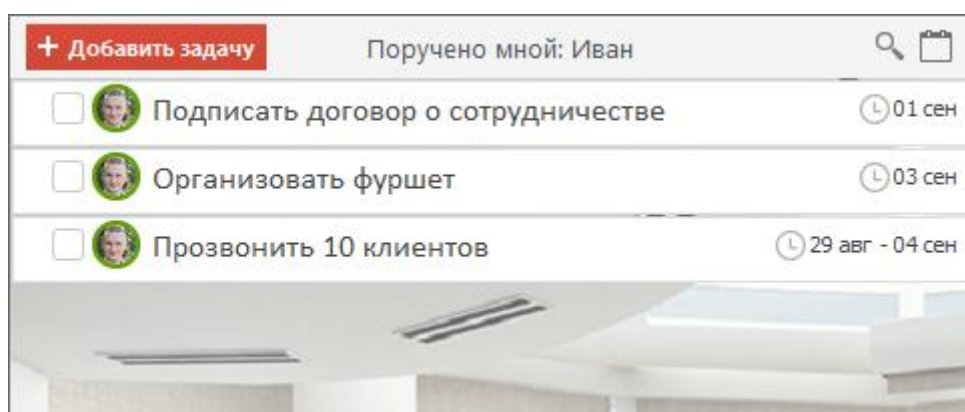 + Добавить задачу
Поручено мной: Иван
Подписать договор о сотрудничестве
01 сен
Организовать фуршет
03 сен
Прозвонить 10 клиентов
29 авг - 04 сен